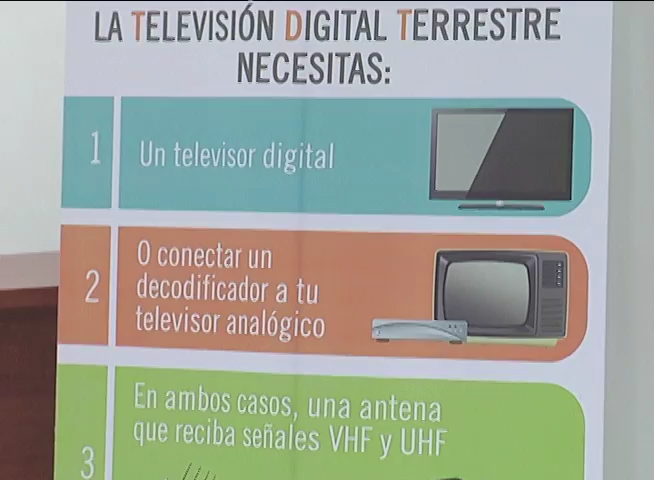 LA TELEVISIÓN DIGITAL TERRESTRE
NECESITAS:
1
Un televisor digital
2
O conectar un
decodificador a tu
televisor analógico
3
En ambos casos, una antena
que reciba señales VHF y UHF